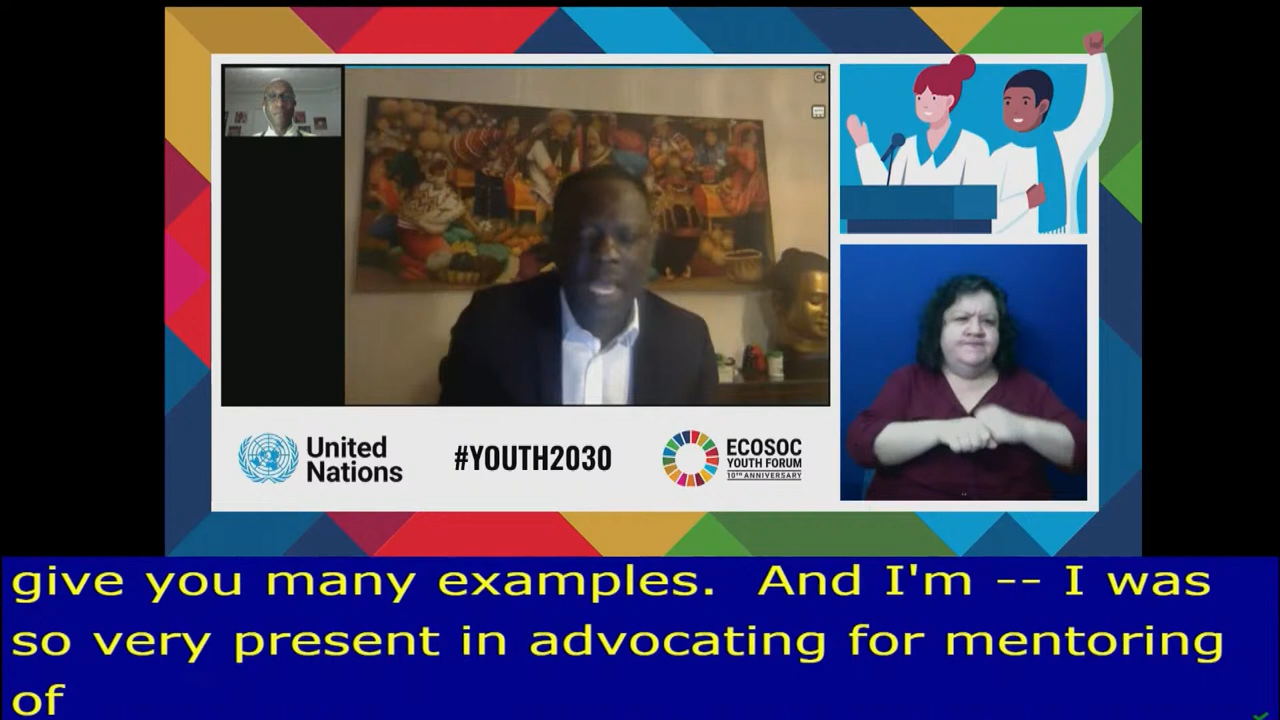 United
Nations
#YOUTH2030
ECOSOC
YOUTH FORUM
10TH ANNIVERSARY
give you many examples.  And I'm -- I was
so very present in advocating for mentoring
of